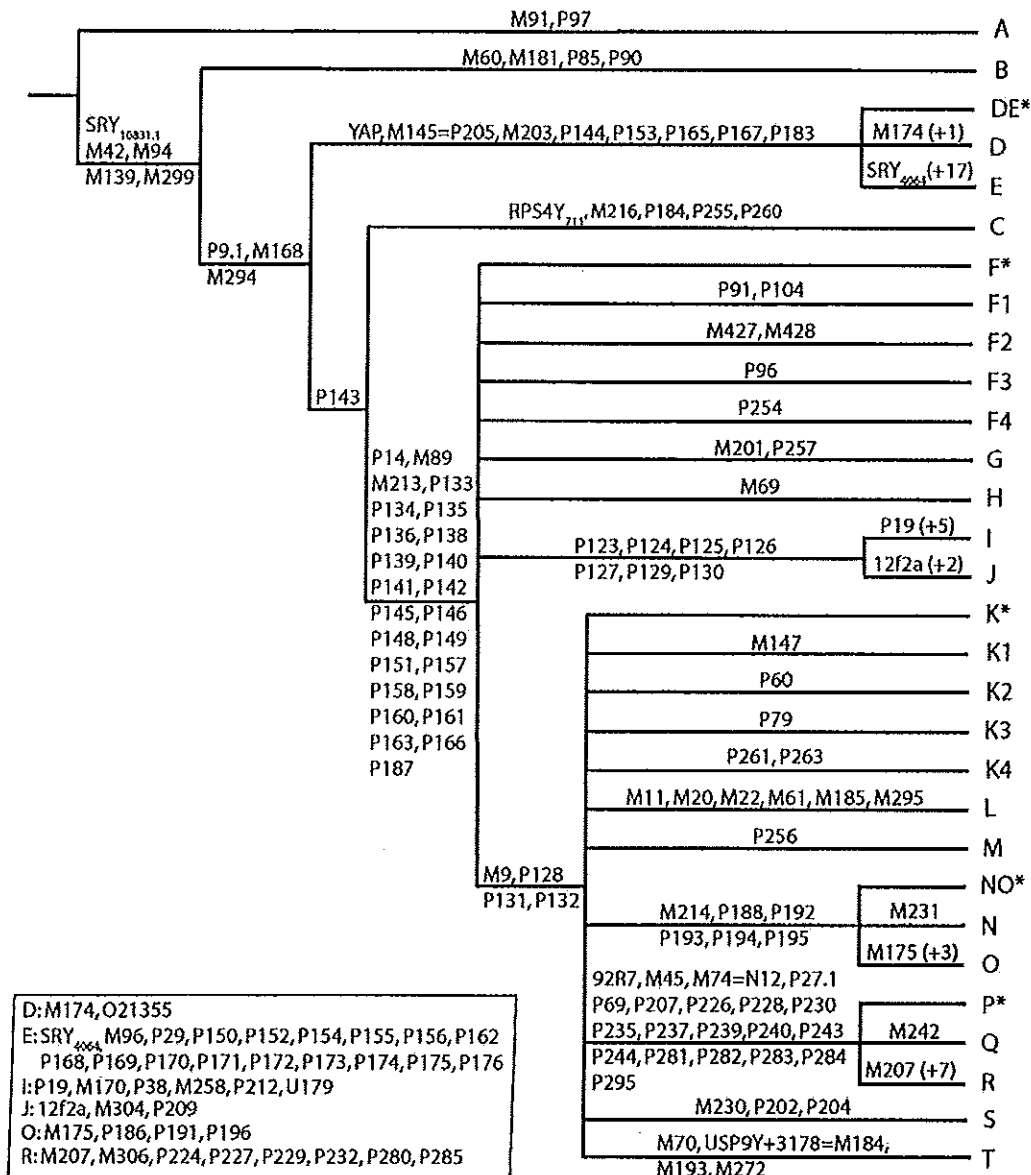 M91, P97
A
M60, M181, P85, P90
B
SRY10831.1
M42, M94
M139, M299
DE*
YAP, M145=P205, M203, P144, P153, P165, P167, P183
M174 (+1)
D
SRY4064 (+17)
E
RPS4Y711, M216, P184, P255, P260
C
P9.1, M168
M294
F*
P91, P104
F1
M427, M428
F2
P96
F3
P143
P254
F4
P14, M89
M213, P133
P134, P135
P136, P138
P139, P140
P141, P142
P145, P146
P148, P149
P151, P157
P158, P159
P160, P161
P163, P166
P187
M201, P257
G
M69
H
P123, P124, P125, P126
P127, P129, P130
P19 (+5)
I
12f2a (+2)
J
K*
M147
K1
P60
K2
P79
K3
P261, P263
K4
M11, M20, M22, M61, M185, M295
L
P256
M
M9, P128
P131, P132
NO*
M214, P188, P192
P193, P194, P195
M231
N
M175 (+3)
O
92R7, M45, M74=N12, P27.1
P69, P207, P226, P228, P230
P235, P237, P239, P240, P243
P244, P281, P282, P283, P284
P295
P*
M242
Q
M207 (+7)
R
M230, P202, P204
S
M70, USP9Y+3178=M184,
M193, M272
T
D: M174, O21355
E: SRY4064, M96, P29, P150, P152, P154, P155, P156, P162
P168, P169, P170, P171, P172, P173, P174, P175, P176
I: P19, M170, P38, M258, P212, U179
J: 12f2a, M304, P209
O: M175, P186, P191, P196
R: M207, M306, P224, P227, P229, P232, P280, P285